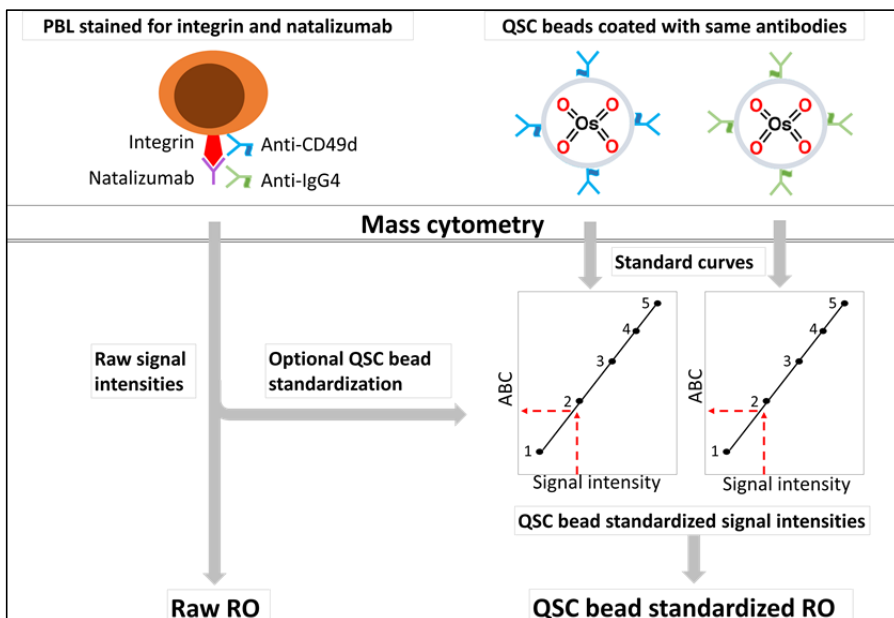 PBL stained for integrin and natalizumab
QSC beads coated with same antibodies
Integrin
Anti-CD49d
Natalizumab
Anti-IgG4
O O
Os
O O
O O
Os
O O
Mass cytometry
Standard curves
Raw signal
intensities
Optional QSC bead
standardization
ABC
1
2
3
4
5
Signal intensity
ABC
1
2
3
4
5
Signal intensity
QSC bead standardized signal intensities
Raw RO
QSC bead standardized RO